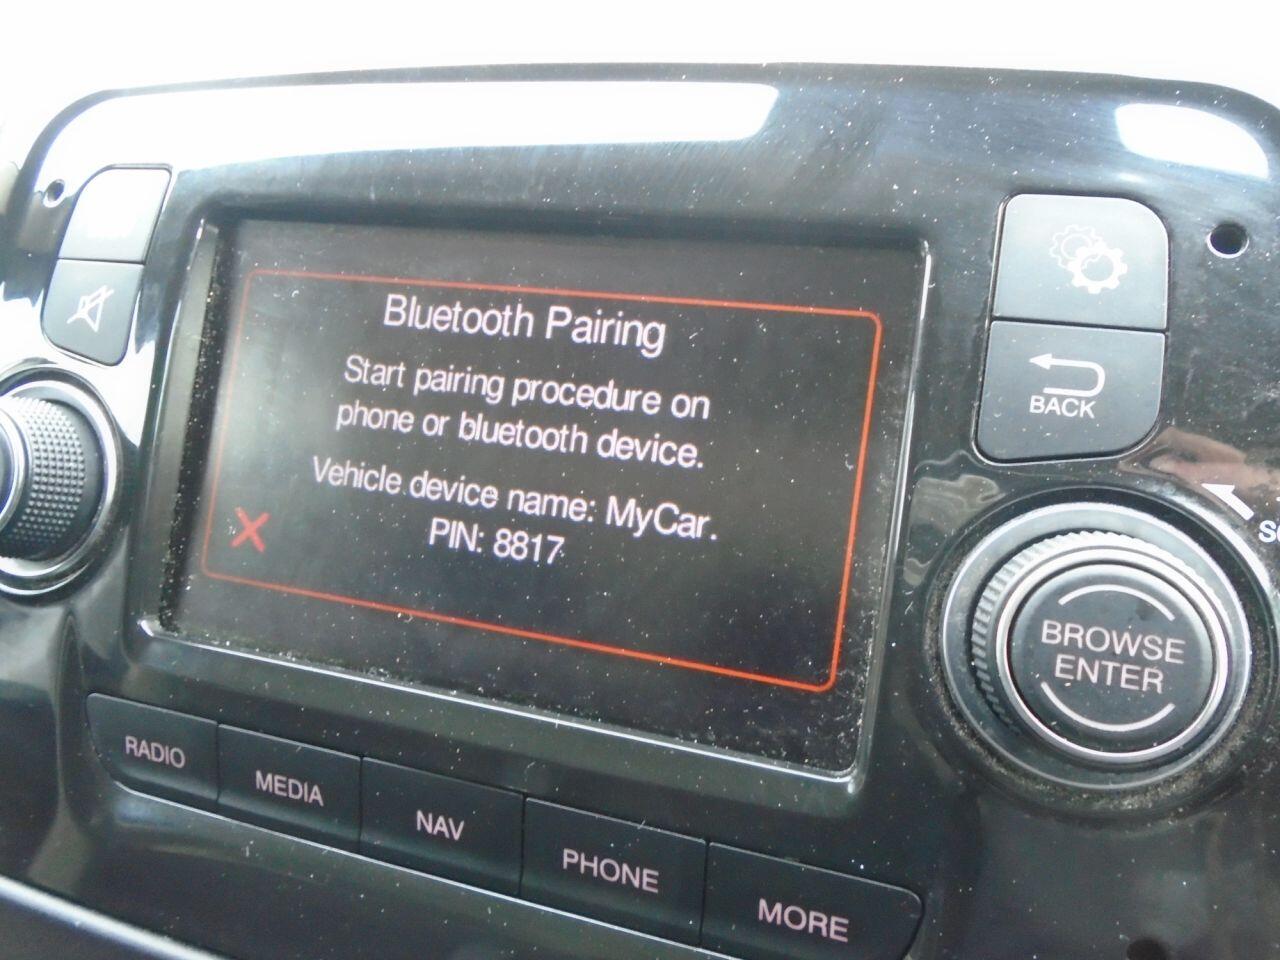 Bluetooth Pairing
Start pairing procedure on
phone or bluetooth device.
Vehicle device name: MyCar.
PIN: 8817
BACK
BROWSE
ENTER
RADIO
MEDIA
NAV
PHONE
MORE